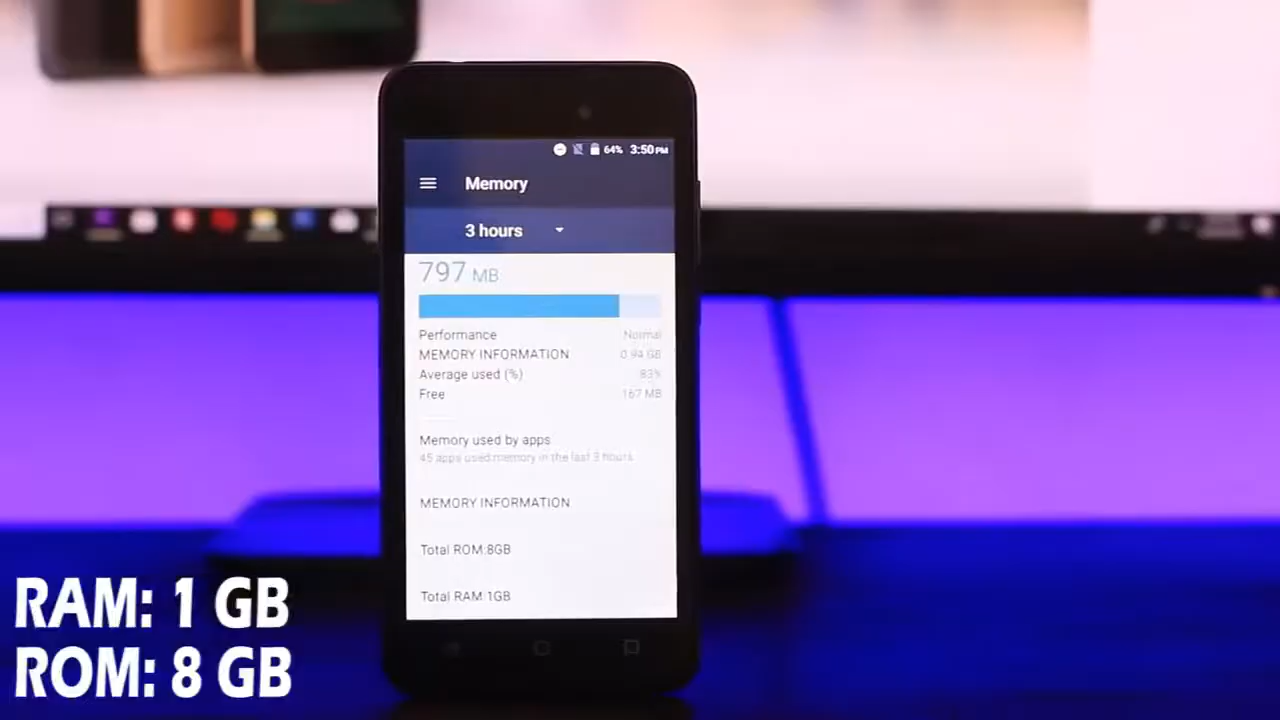 64% 3:50 PM
Memory
3 hours
797 MB
Performance Normal
MEMORY INFORMATION 0.94 GB
Average used (%) 83%
Free 167 MB
Memory used by apps
45 apps used memory in the last 3 hours
MEMORY INFORMATION
Total ROM:8GB
Total RAM:1GB
RAM: 1 GB
ROM: 8 GB